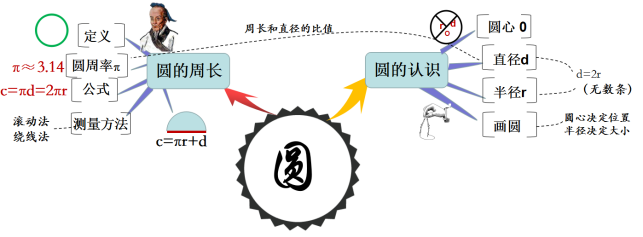 定义
圆周率π
π≈3.14
公式
c=πd=2πr
测量方法
滚动法
绕线法
圆的周长
c=πr+d
周长和直径的比值
圆
圆的认识
r d
o
圆心 0
直径d
半径r
d=2r
(无数条)
画圆
圆心决定位置
半径决定大小